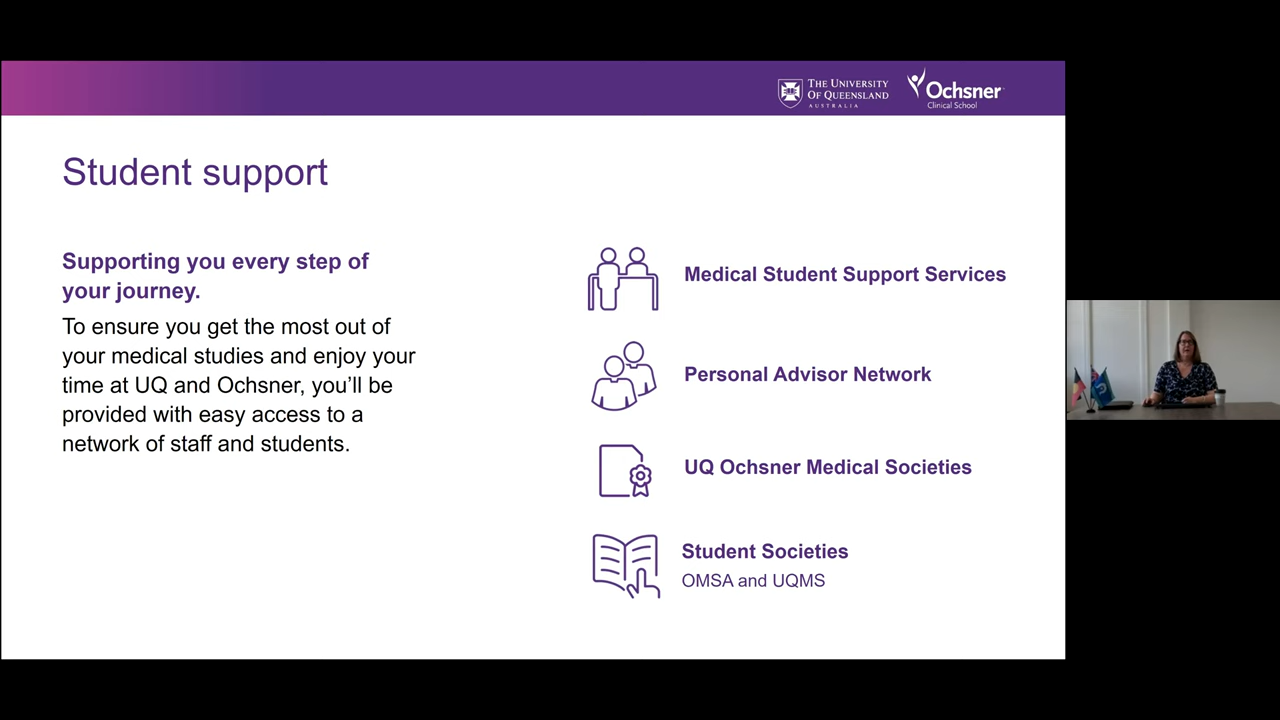 THE UNIVERSITY
OF QUEENSLAND
AUSTRALIA
Ochsner
Clinical School
Student support
Supporting you every step of
your journey.
To ensure you get the most out of
your medical studies and enjoy your
time at UQ and Ochsner, you’ll be
provided with easy access to a
network of staff and students.
Medical Student Support Services
Personal Advisor Network
UQ Ochsner Medical Societies
Student Societies
OMSA and UQMS